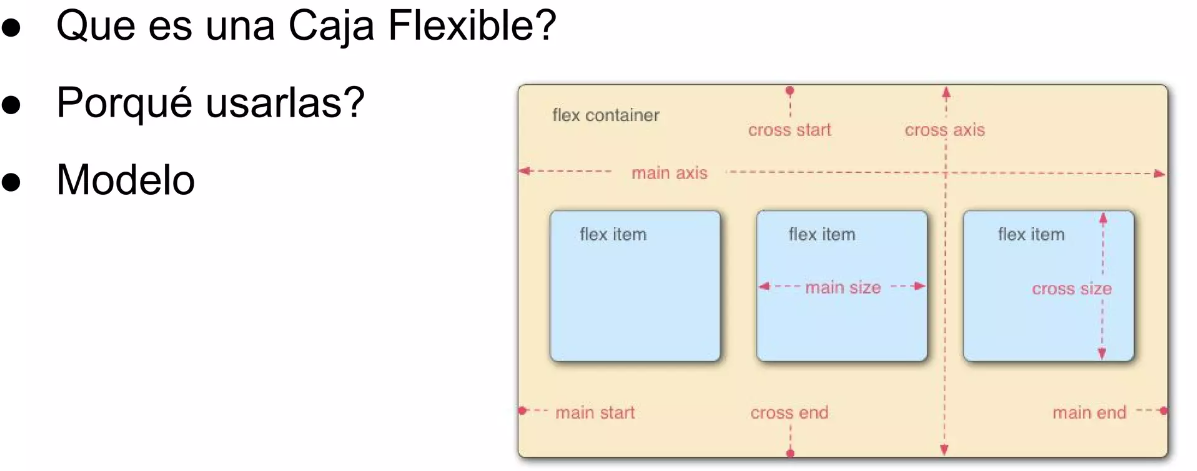 ● Que es una Caja Flexible?
● Porqué usarlas?
● Modelo
flex container
cross start
cross axis
main axis
flex item
flex item
flex item
main size
cross size
main start
cross end
main end